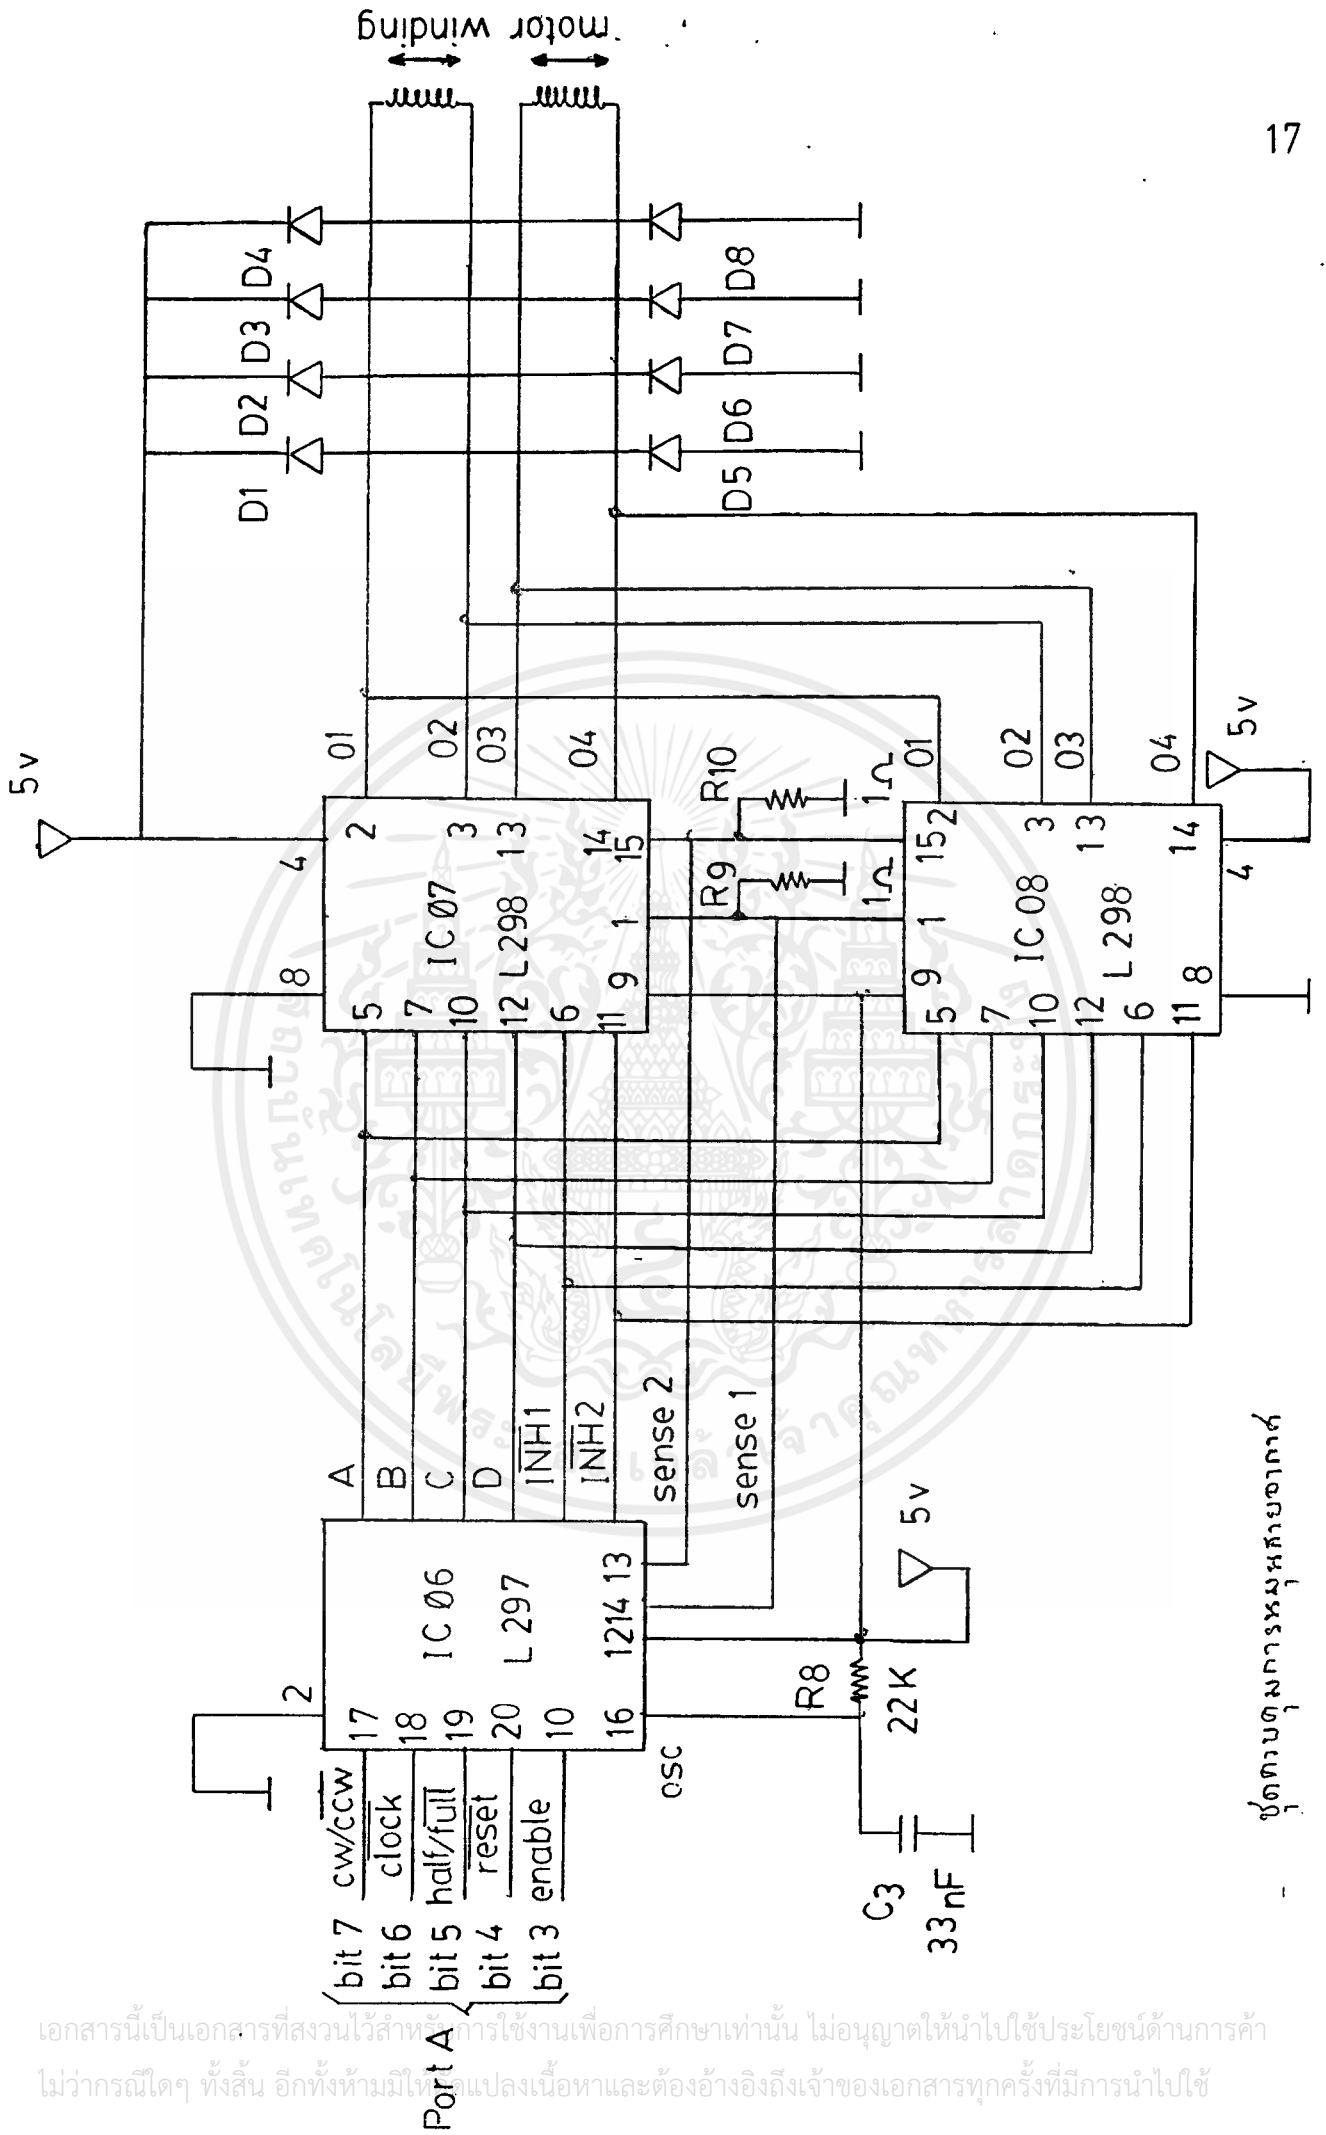 17
motor winding
5v
D4
D3
D2
D1
D8
D7
D6
D5
4
8
O1
O2
O3
O4
2
3
13
14
15
1
9
IC 07
L298
5
7
10
12
6
11
R10
1Ω
R9
1Ω
O1
O2
O3
O4
5v
15
2
3
13
14
4
1
IC 08
L298
9
5
7
10
12
6
11
8
A
B
C
D
INH1
INH2
sense 2
sense 1
2
IC 06
L297
17
18
19
20
10
16
12
14
13
osc
5v
R8
22K
C3
33nF
Port A
bit 7 cw/ccw
bit 6 clock
bit 5 half/full
bit 4 reset
bit 3 enable
ชุดควบคุมการหมุนสายอากาศ
เอกสารนี้เป็นเอกสารที่สงวนไว้สำหรับการใช้งานเพื่อการศึกษาเท่านั้น ไม่อนุญาตให้นำไปใช้ประโยชน์ด้านการค้า
ไม่ว่ากรณีใดๆ ทั้งสิ้น อีกทั้งห้ามมิให้ดัดแปลงเนื้อหาและต้องอ้างอิงถึงเจ้าของเอกสารทุกครั้งที่มีการนำไปใช้